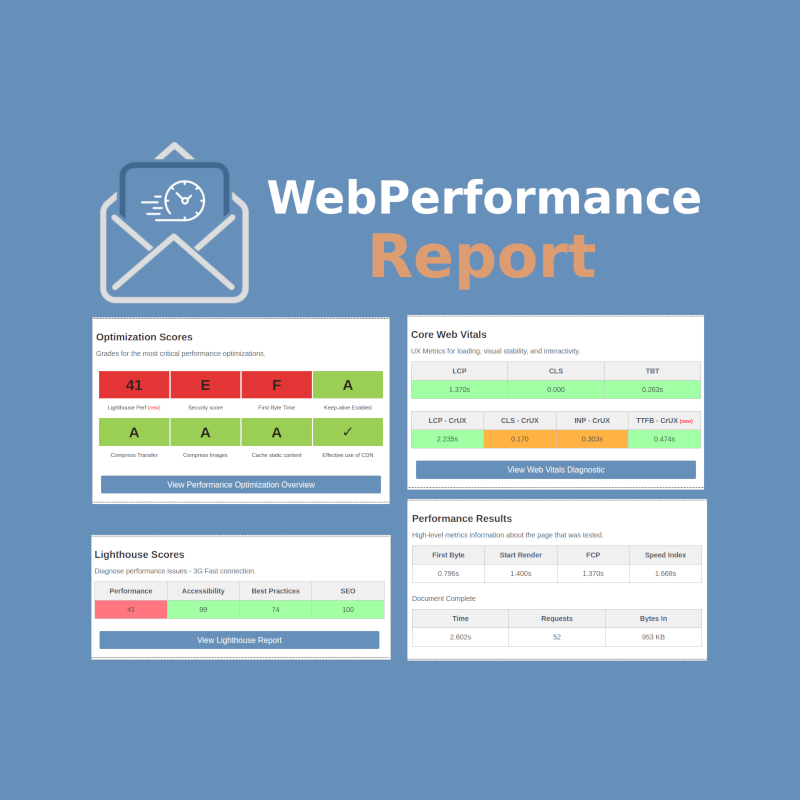 WebPerformance
Report
Optimization Scores
Grades for the most critical performance optimizations.
41 E F A
Lighthouse Perf (new) Security score First Byte Time Keep-alive Enabled
A A A ✓
Compress Transfer Compress Images Cache static content Effective use of CDN
View Performance Optimization Overview
Core Web Vitals
UX Metrics for loading, visual stability, and interactivity.
LCP CLS TBT
1.370s 0.000 0.263s
LCP - CrUX CLS - CrUX INP - CrUX TTFB - CrUX (new)
2.235s 0.170 0.303s 0.474s
View Web Vitals Diagnostic
Lighthouse Scores
Diagnose performance issues - 3G Fast connection.
Performance Accessibility Best Practices SEO
41 99 74 100
View Lighthouse Report
Performance Results
High-level metrics information about the page that was tested.
First Byte Start Render FCP Speed Index
0.796s 1.400s 1.370s 1.668s
Document Complete
Time Requests Bytes In
2.602s 52 953 KB